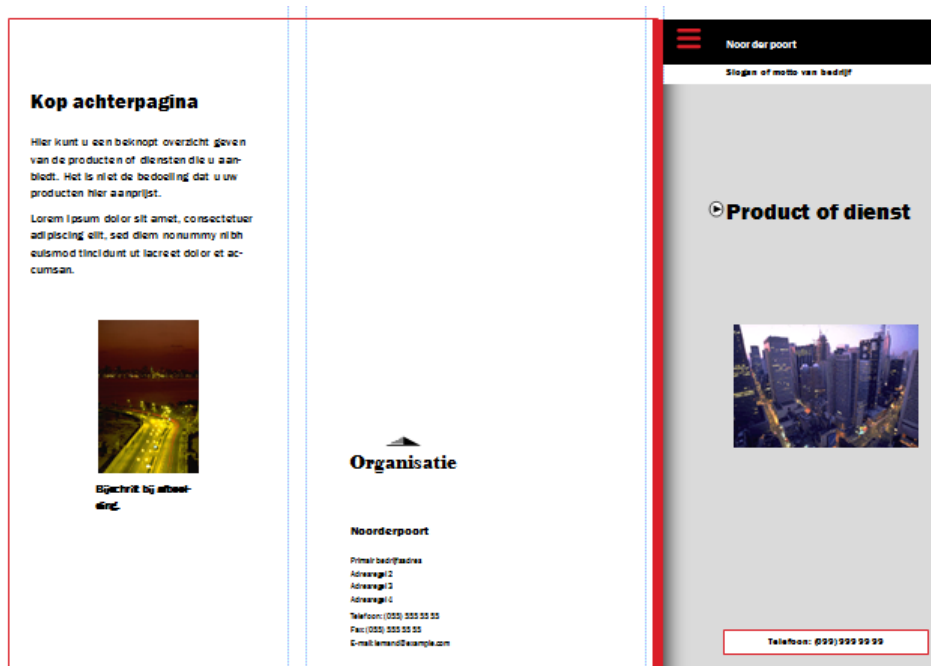 Kop achterpagina
Hier kunt u een beknopt overzicht geven
van de producten of diensten die u aan-
biedt. Het is niet de bedoeling dat u uw
producten hier aanprijst.
Lorem ipsum dolor sit amet, consectetuer
adipiscing elit, sed diem nonummy nibh
euismod tincidunt ut lacreet dolor et ac-
cumsan.
Bijschrift bij afbeel-
ding.
Organisatie
Noorderpoort
Primair bedrijfsadres
Adresregel 2
Adresregel 3
Adresregel 4
Telefoon: (055) 555 55 55
Fax: (055) 555 55 55
E-mail: iemand@example.com
Noorderpoort
Slogan of motto van bedrijf
Product of dienst
Telefoon: (099) 999 99 99